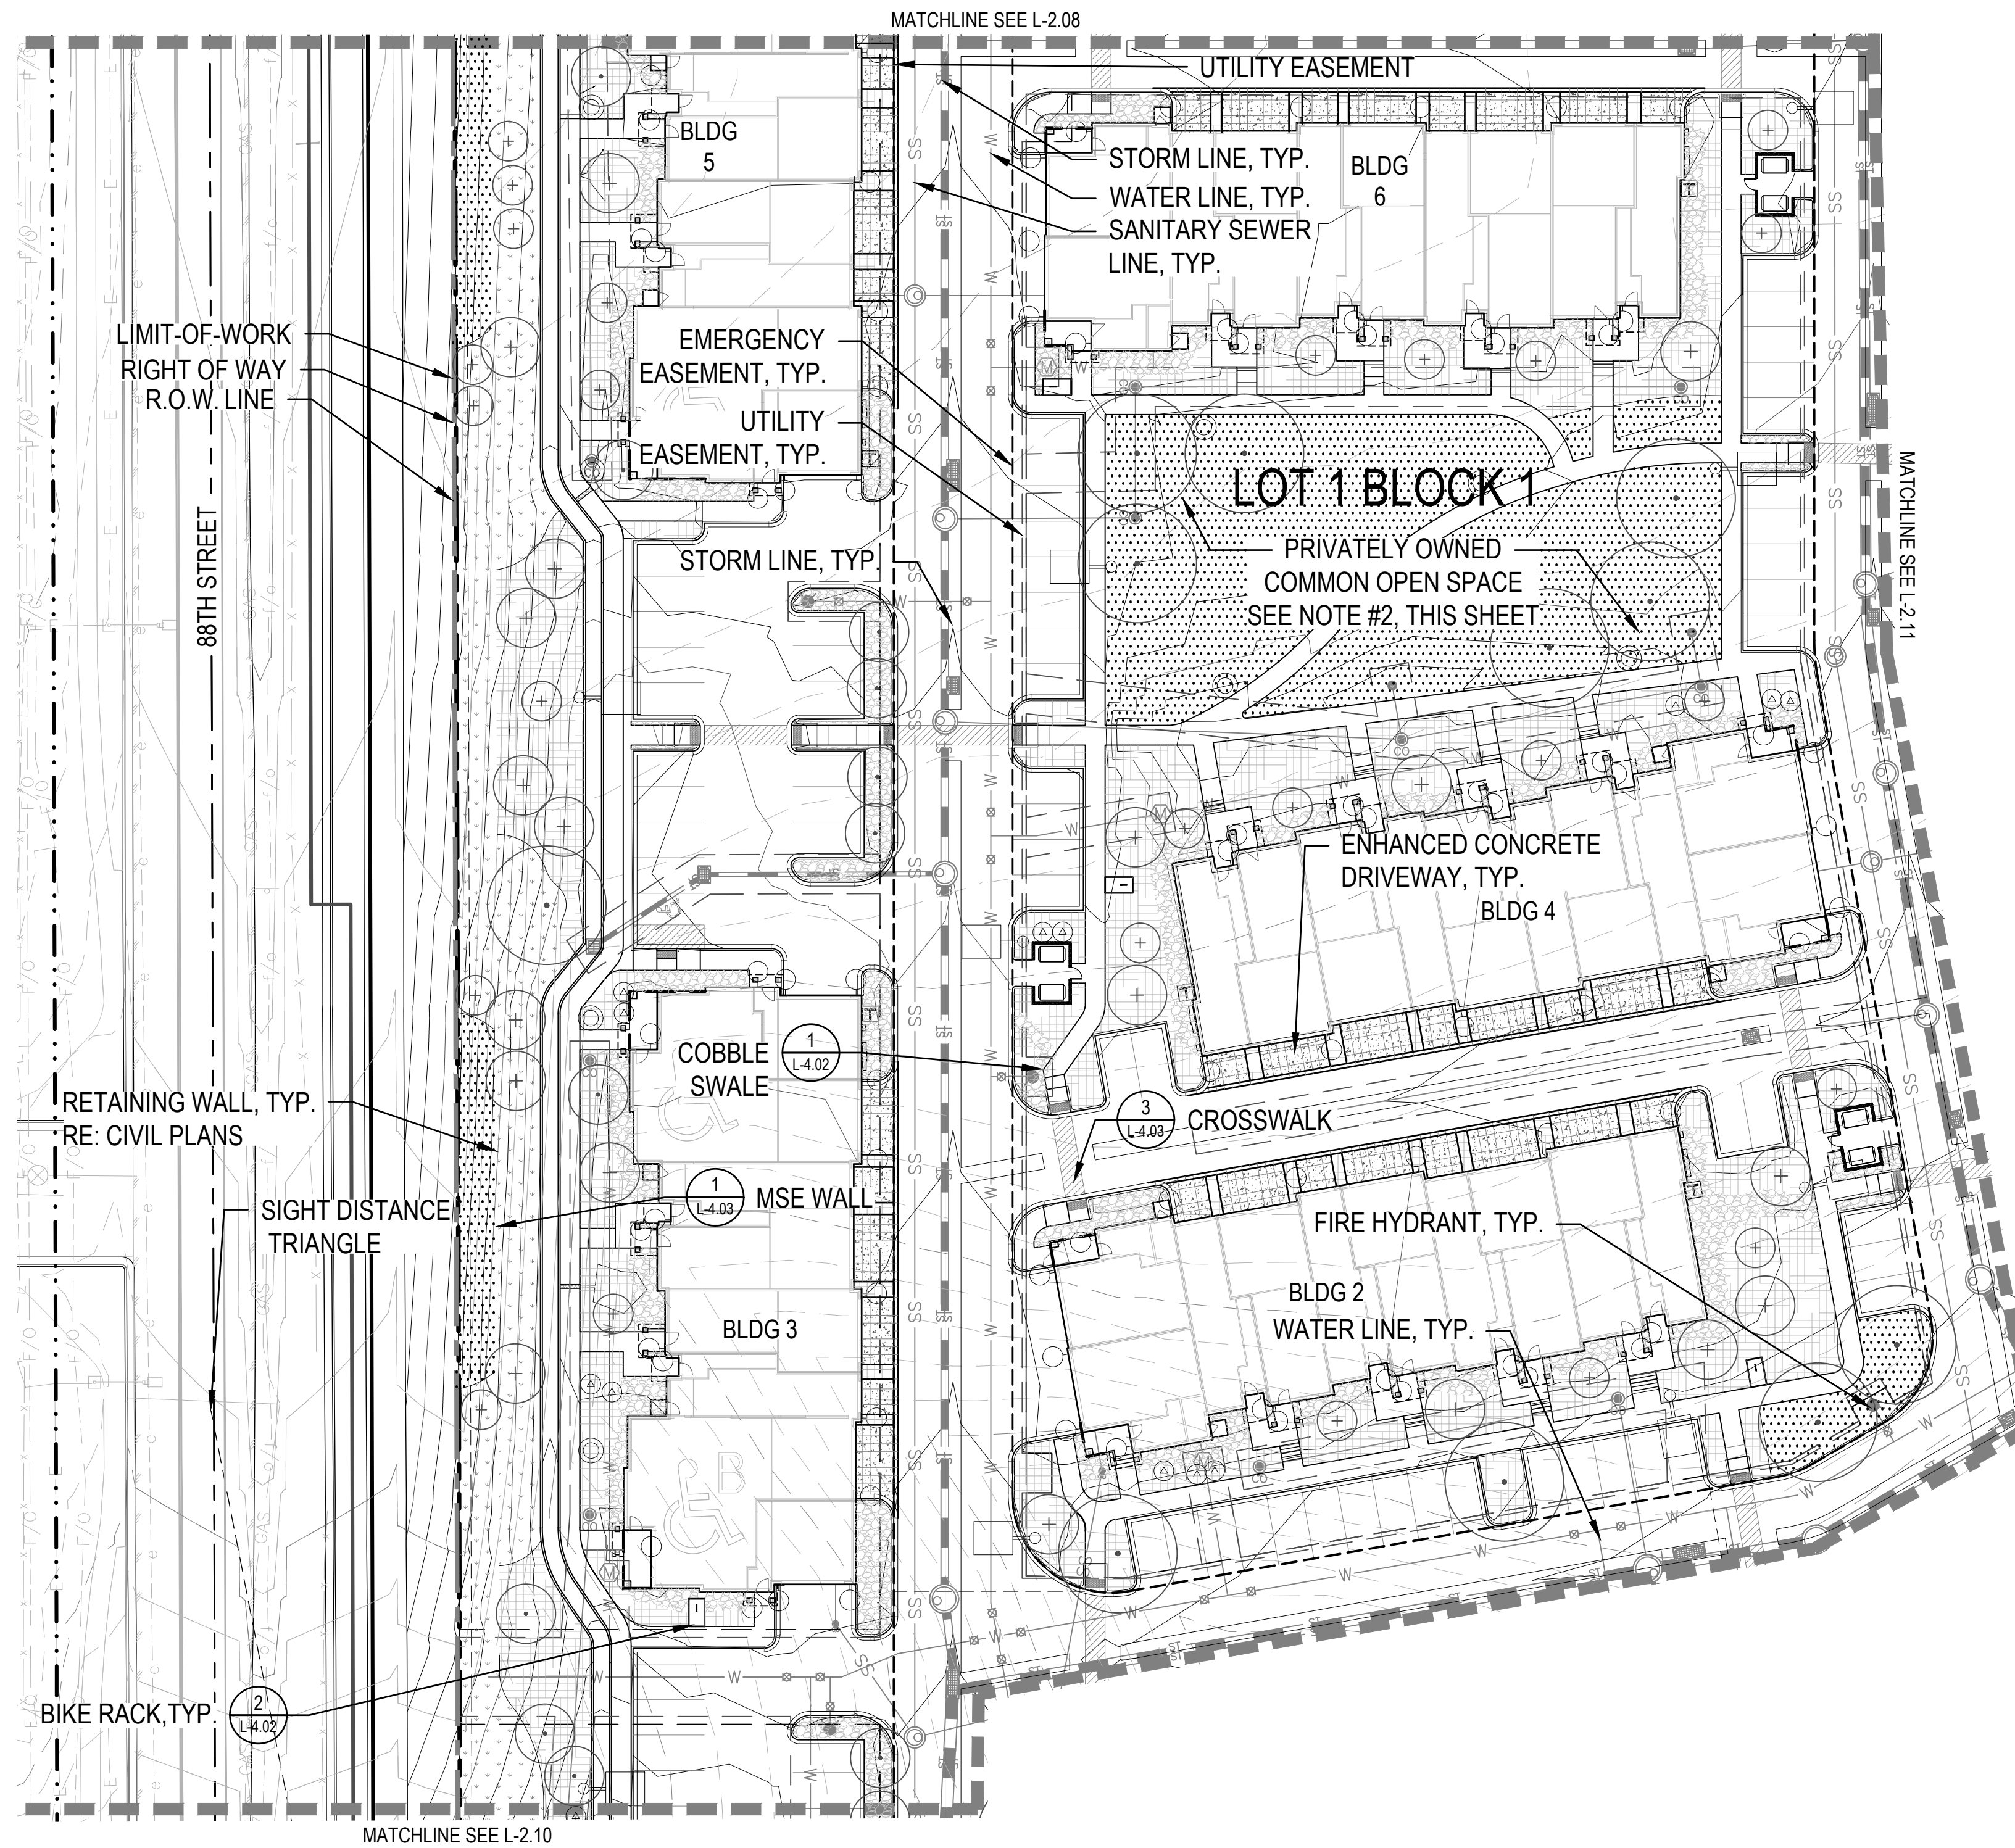 MATCHLINE SEE L-2.08
UTILITY EASEMENT
BLDG
5
STORM LINE, TYP.
WATER LINE, TYP.
SANITARY SEWER
LINE, TYP.
BLDG
6
LIMIT-OF-WORK
RIGHT OF WAY
R.O.W. LINE
EMERGENCY
EASEMENT, TYP.
UTILITY
EASEMENT, TYP.
88TH STREET
LOT 1 BLOCK 1
MATCHLINE SEE L-2.11
STORM LINE, TYP.
PRIVATELY OWNED
COMMON OPEN SPACE
SEE NOTE #2, THIS SHEET
ENHANCED CONCRETE
DRIVEWAY, TYP.
BLDG 4
COBBLE
SWALE
1
L-4.02
RETAINING WALL, TYP.
RE: CIVIL PLANS
3
L-4.03
CROSSWALK
1
L-4.03
MSE WALL
SIGHT DISTANCE
TRIANGLE
FIRE HYDRANT, TYP.
BLDG 2
WATER LINE, TYP.
BLDG 3
B
BIKE RACK,TYP.
2
L-4.02
MATCHLINE SEE L-2.10